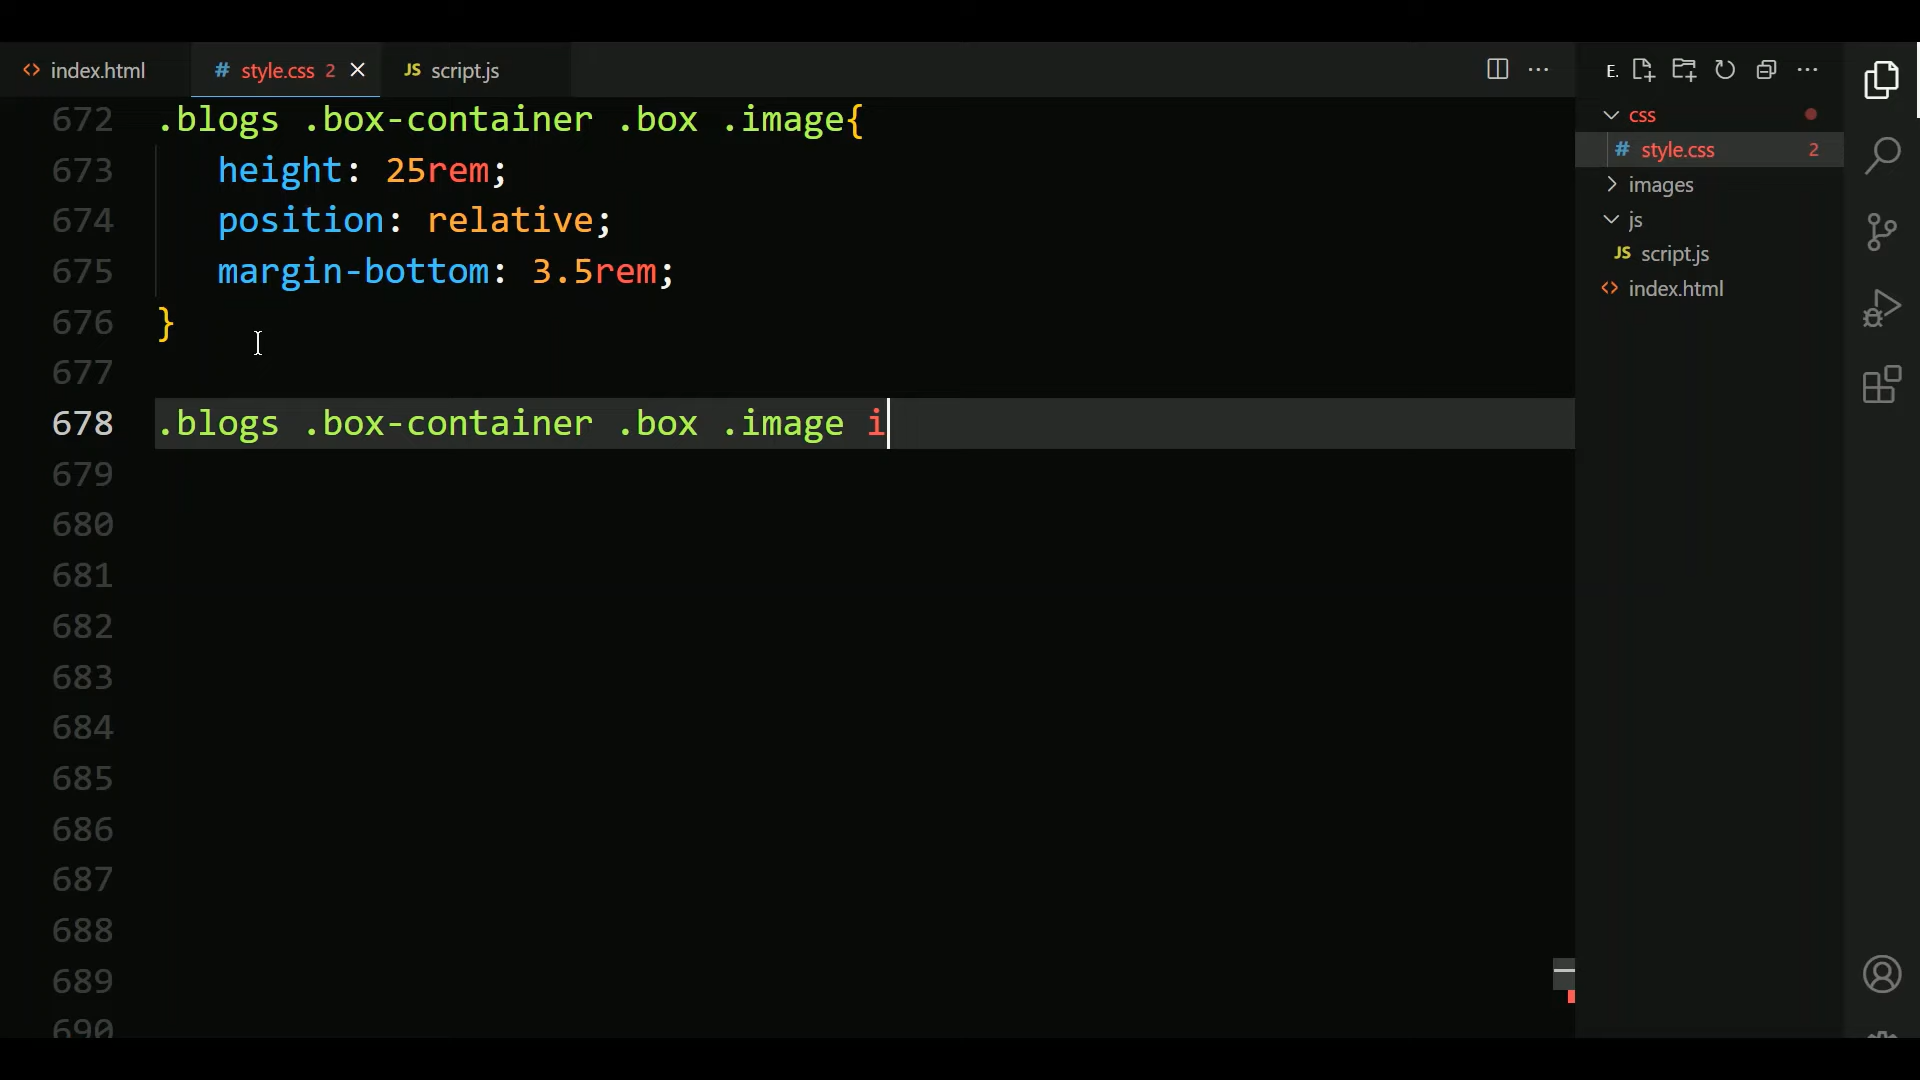 index.html
style.css 2
script.js
E.
672 .blogs .box-container .box .image{
673 height: 25rem;
674 position: relative;
675 margin-bottom: 3.5rem;
676 }
677
678 .blogs .box-container .box .image i
679
680
681
682
683
684
685
686
687
688
689
690
css
style.css 2
images
js
JS script.js
index.html